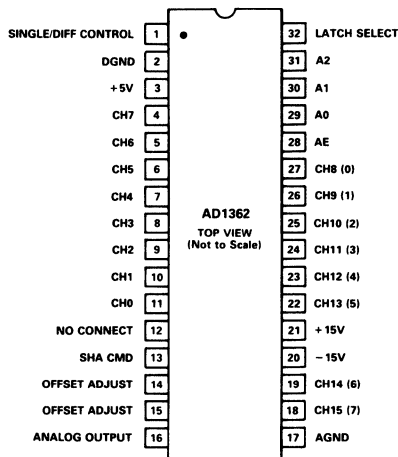 SINGLE/DIFF CONTROL 1 32 LATCH SELECT
DGND 2 31 A2
+5V 3 30 A1
CH7 4 29 A0
CH6 5 28 AE
CH5 6 27 CH8 (0)
CH4 7 26 CH9 (1)
CH3 8 25 CH10 (2)
CH2 9 24 CH11 (3)
CH1 10 23 CH12 (4)
CH0 11 22 CH13 (5)
NO CONNECT 12 21 +15V
SHA CMD 13 20 −15V
OFFSET ADJUST 14 19 CH14 (6)
OFFSET ADJUST 15 18 CH15 (7)
ANALOG OUTPUT 16 17 AGND
AD1362
TOP VIEW
(Not to Scale)